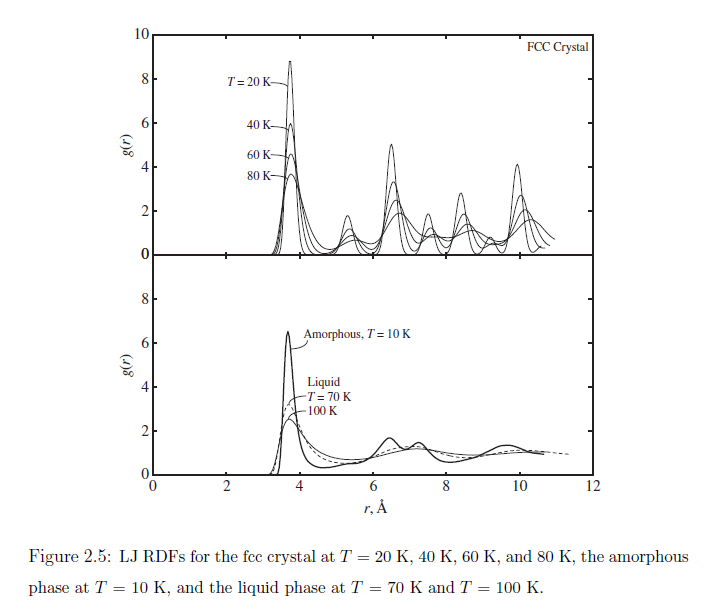 10
FCC Crystal
8
T = 20 K
6
40 K
g(r)
60 K
4
80 K
2
0
8
Amorphous, T = 10 K
6
g(r)
Liquid
4
T = 70 K
100 K
2
0
0 2 4 6 8 10 12
r, Å
Figure 2.5: LJ RDFs for the fcc crystal at T = 20 K, 40 K, 60 K, and 80 K, the amorphous
phase at T = 10 K, and the liquid phase at T = 70 K and T = 100 K.